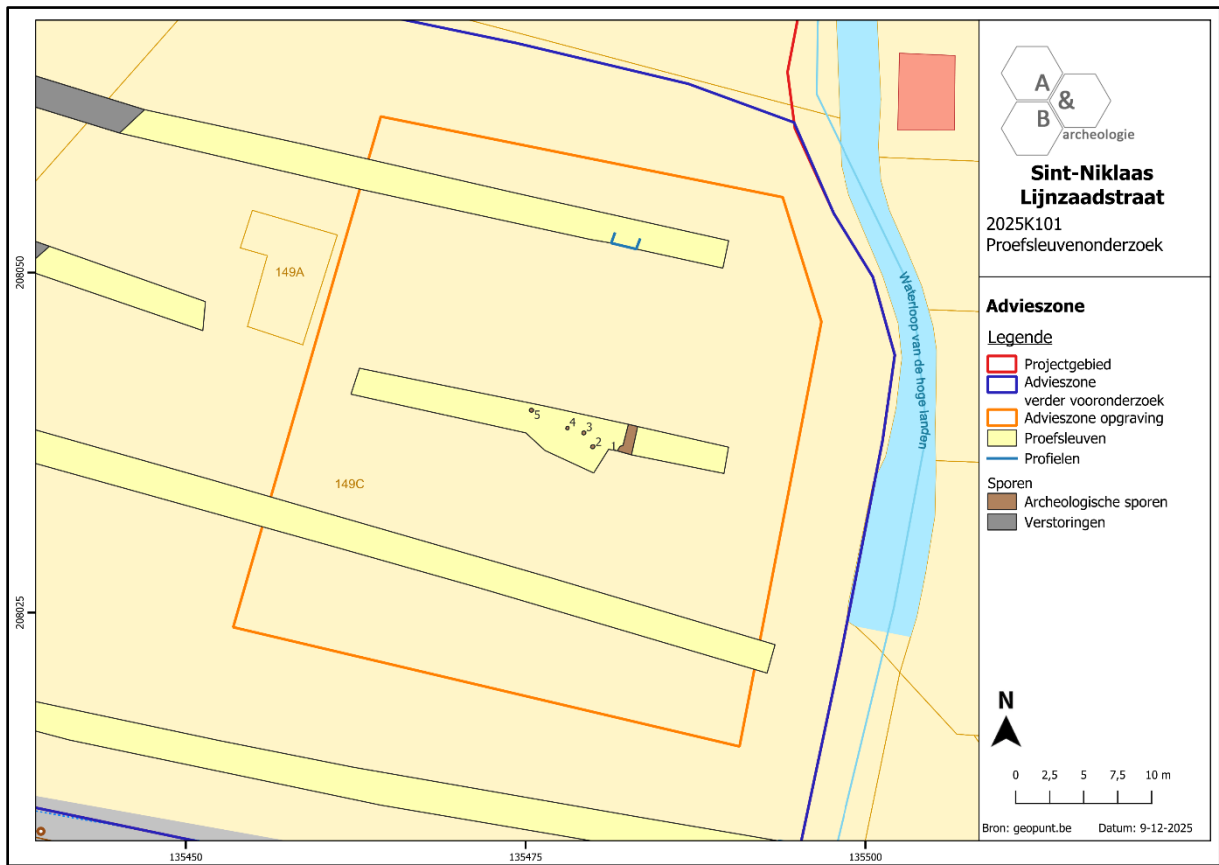 208050
208025
135450
135475
135500
149A
149C
5
4
3
2
1
Waterloop van de hoge landen
A
&
B
archeologie
Sint-Niklaas
Lijnzaadstraat
2025K101
Proefsleuvenonderzoek
Advieszone
Legende
Projectgebied
Advieszone
verder vooronderzoek
Advieszone opgraving
Proefsleuven
Profielen
Sporen
Archeologische sporen
Verstoringen
N
0 2,5 5 7,5 10 m
Bron: geopunt.be Datum: 9-12-2025